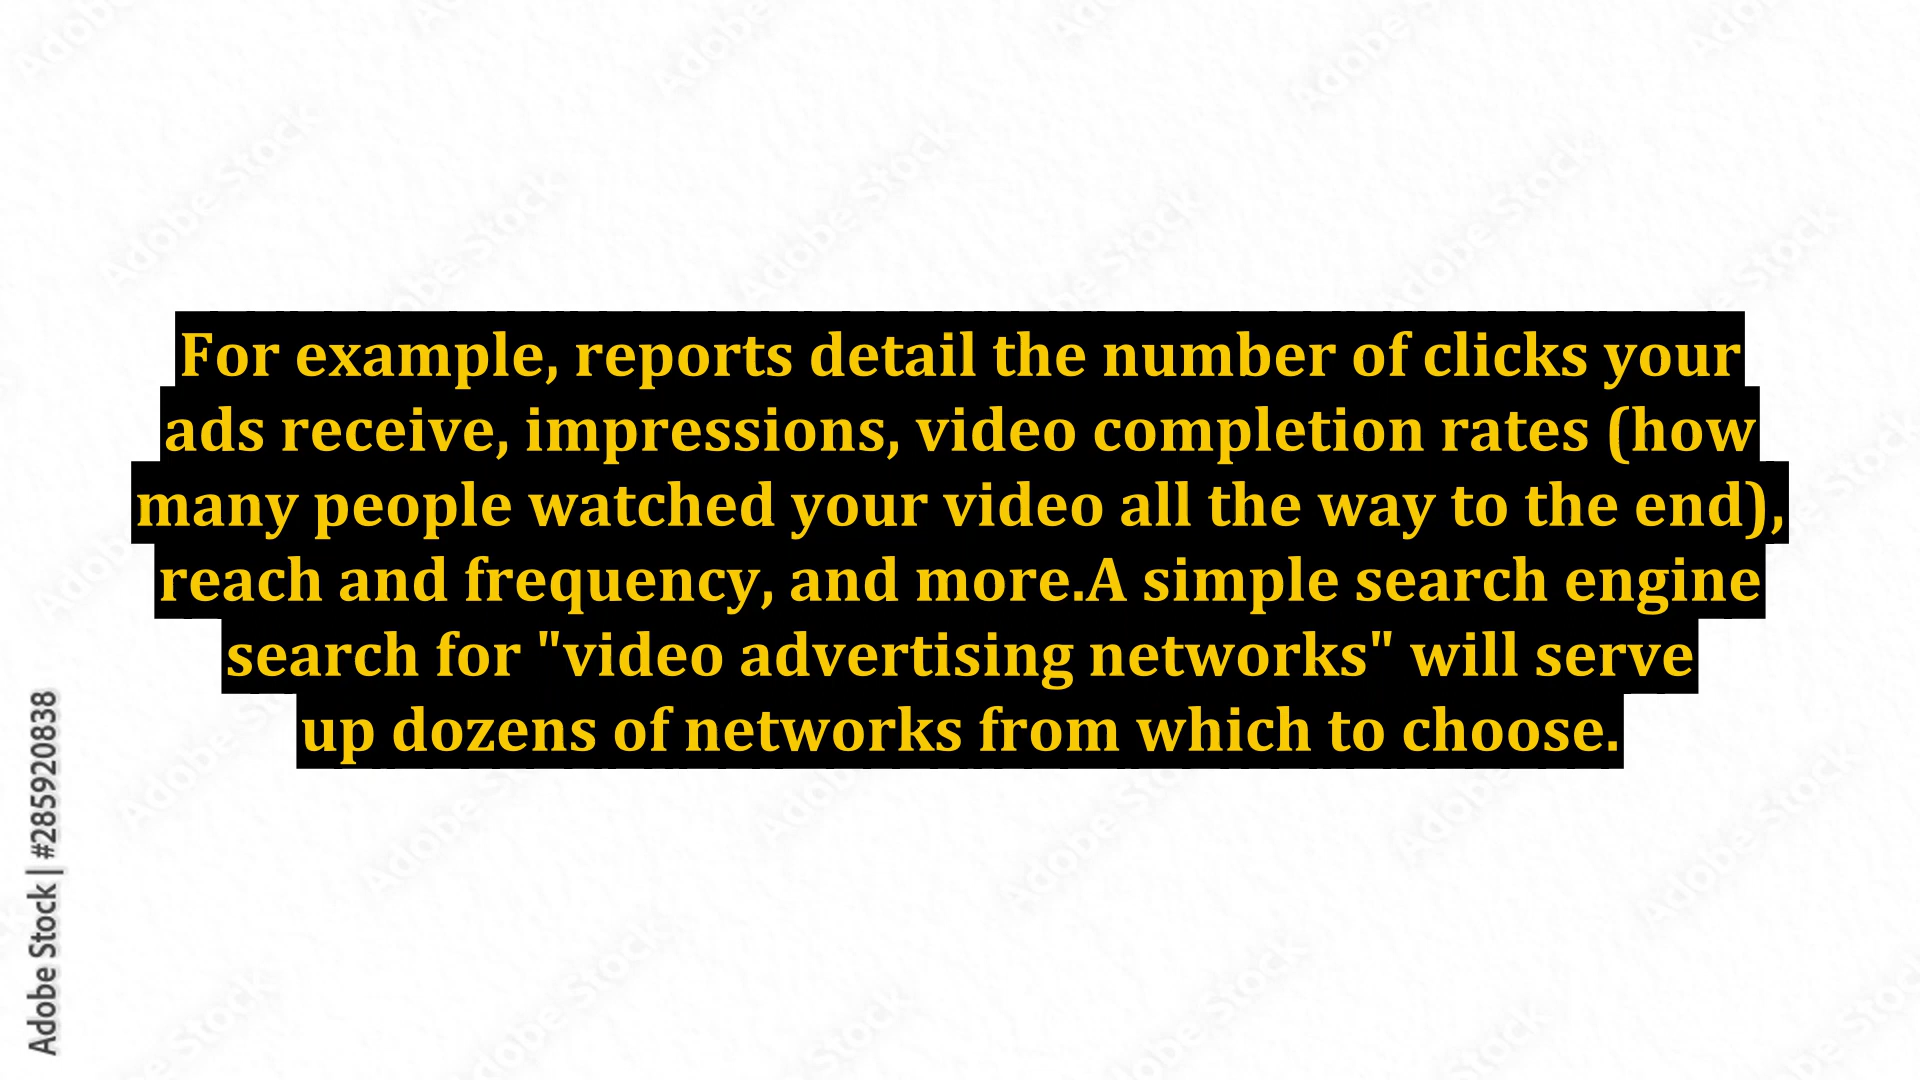 For example, reports detail the number of clicks your
ads receive, impressions, video completion rates (how
many people watched your video all the way to the end),
reach and frequency, and more.A simple search engine
search for "video advertising networks" will serve
up dozens of networks from which to choose.
Adobe Stock | #285920838